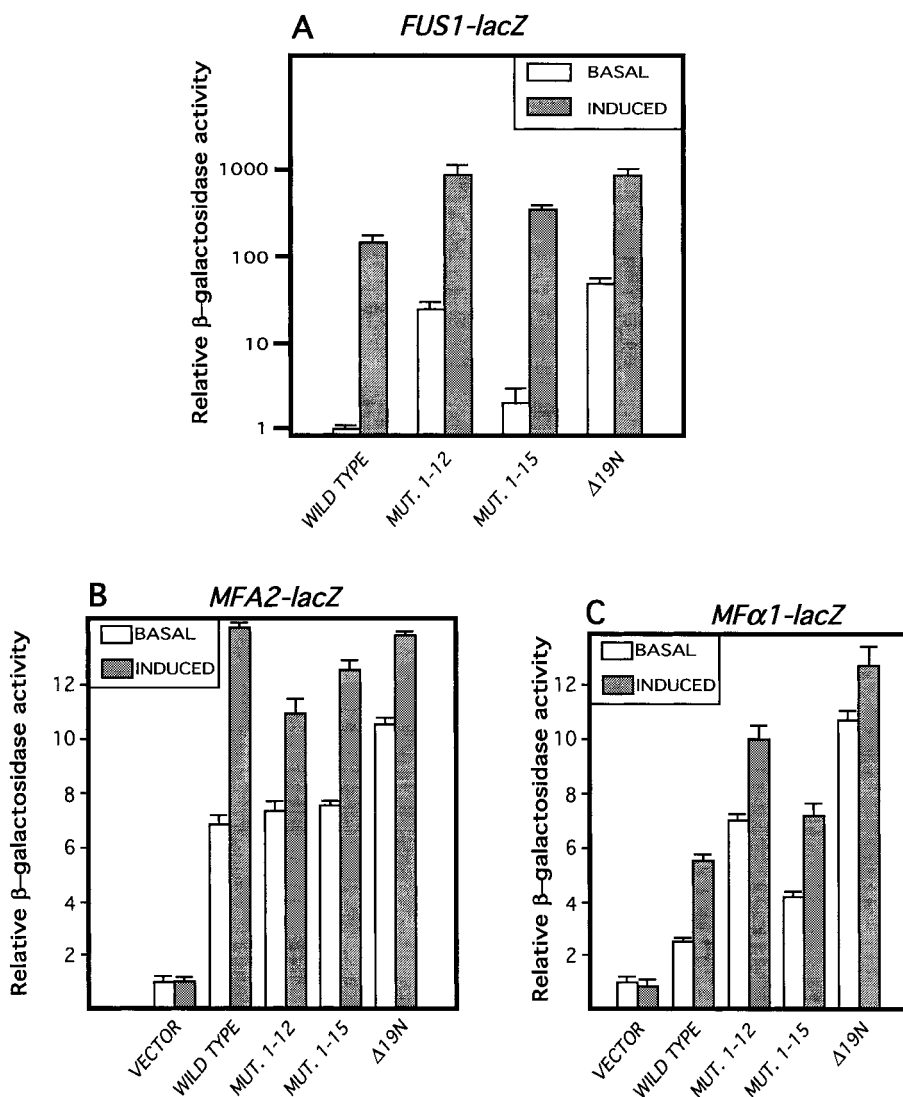 A FUS1-lacZ
Relative β-galactosidase activity
BASAL
INDUCED
1000
100
10
1
WILD TYPE
MUT. 1-12
MUT. 1-15
Δ19N
B MFA2-lacZ
Relative β-galactosidase activity
BASAL
INDUCED
12
10
8
6
4
2
VECTOR
WILD TYPE
MUT. 1-12
MUT. 1-15
Δ19N
C MFα1-lacZ
Relative β-galactosidase activity
BASAL
INDUCED
12
10
8
6
4
2
VECTOR
WILD TYPE
MUT. 1-12
MUT. 1-15
Δ19N